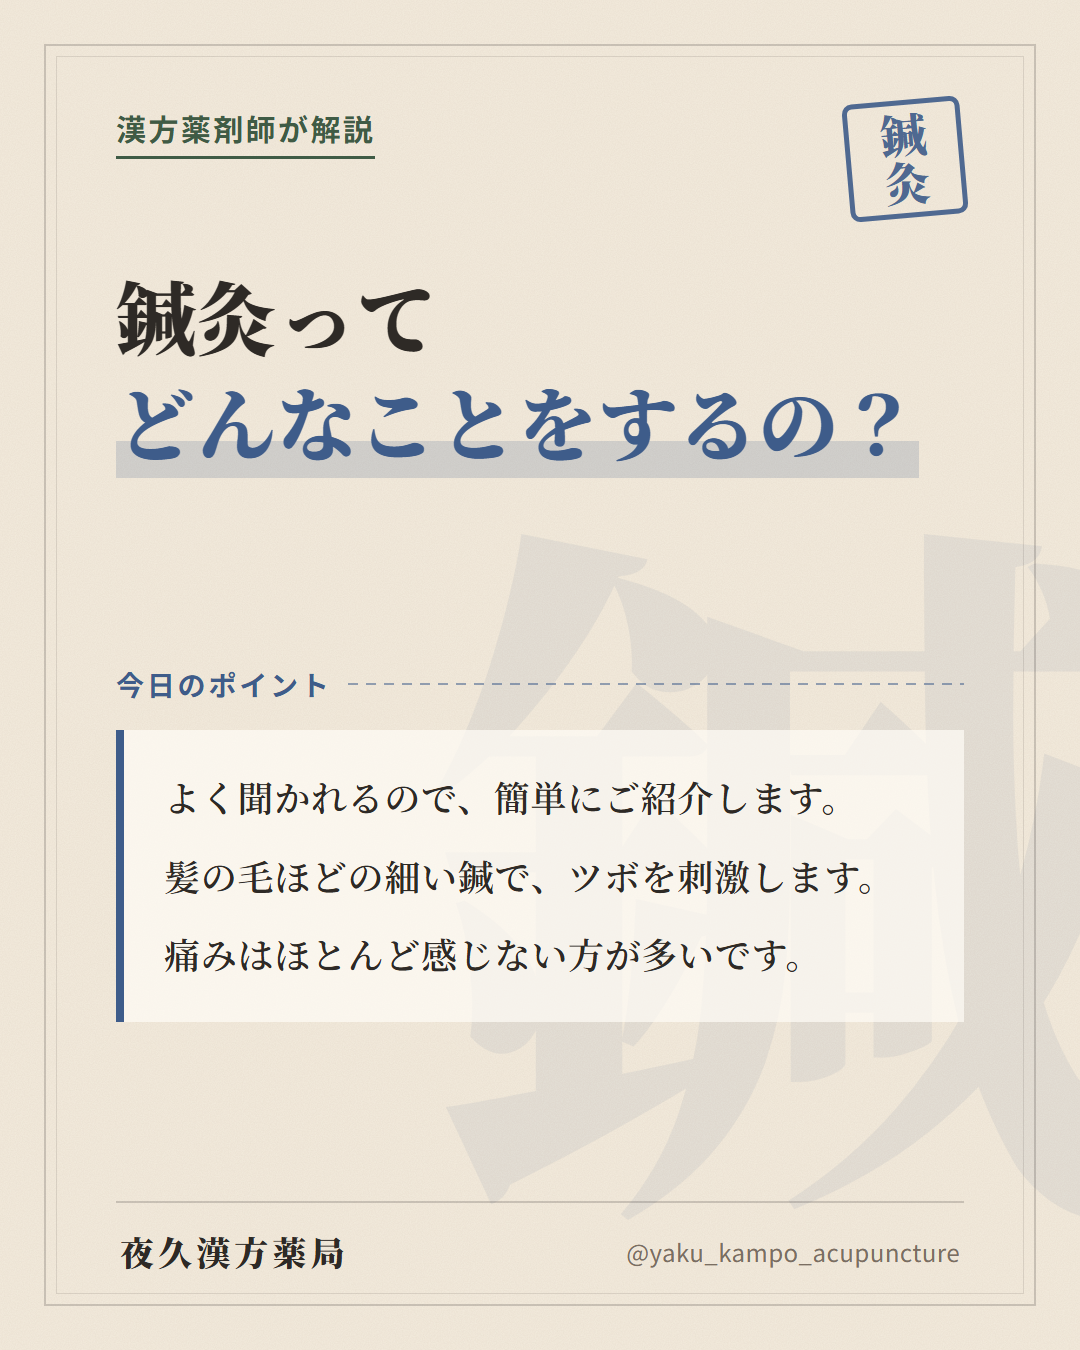 漢方薬剤師が解説
鍼
灸
鍼灸って
どんなことをするの？
鍼
今日のポイント
よく聞かれるので、簡単にご紹介します。
髪の毛ほどの細い鍼で、ツボを刺激します。
痛みはほとんど感じない方が多いです。
夜久漢方薬局
@yaku_kampo_acupuncture